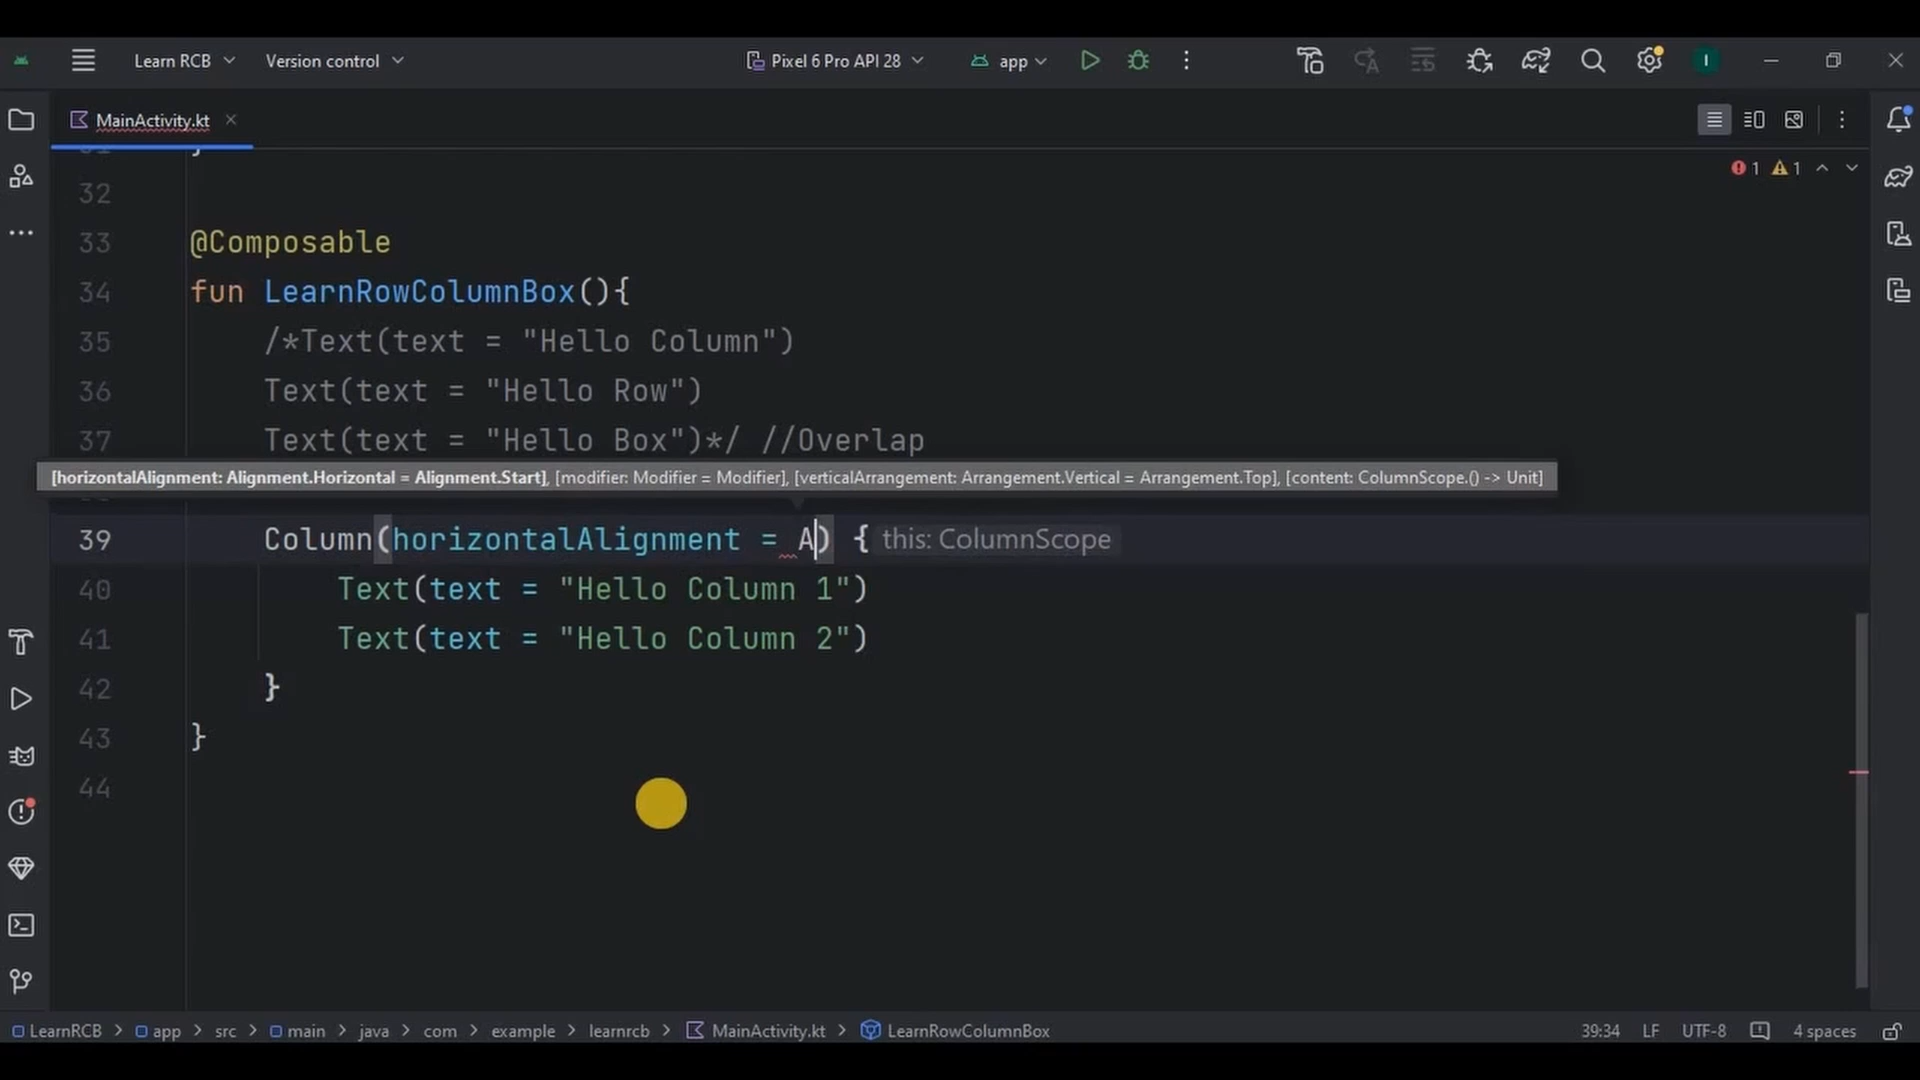 Learn RCB
Version control
Pixel 6 Pro API 28
app
I
MainActivity.kt
1 1
32
33 @Composable
34 fun LearnRowColumnBox(){
35 /*Text(text = "Hello Column")
36 Text(text = "Hello Row")
37 Text(text = "Hello Box")*/ //Overlap
[horizontalAlignment: Alignment.Horizontal = Alignment.Start], [modifier: Modifier = Modifier], [verticalArrangement: Arrangement.Vertical = Arrangement.Top], [content: ColumnScope.() -> Unit]
39 Column(horizontalAlignment = A) { this: ColumnScope
40 Text(text = "Hello Column 1")
41 Text(text = "Hello Column 2")
42 }
43 }
44
LearnRCB > app > src > main > java > com > example > learnrcb > MainActivity.kt > LearnRowColumnBox
39:34 LF UTF-8 4 spaces